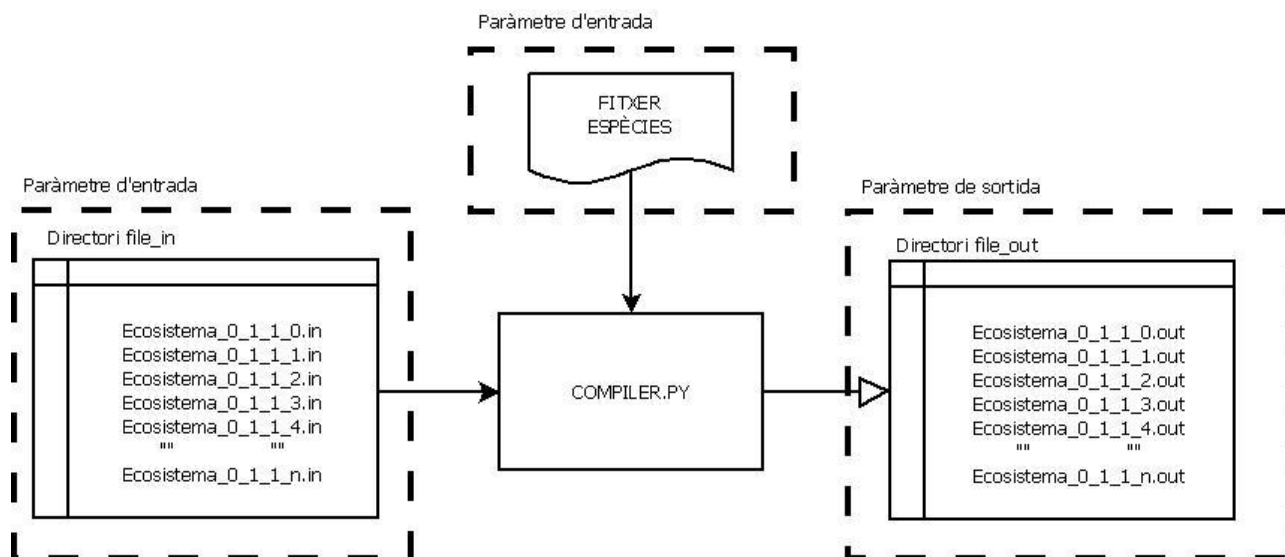 Paràmetre d'entrada
FITXER
ESPÈCIES
Paràmetre d'entrada
Directori file_in
Ecosistema_0_1_1_0.in
Ecosistema_0_1_1_1.in
Ecosistema_0_1_1_2.in
Ecosistema_0_1_1_3.in
Ecosistema_0_1_1_4.in
"" ""
Ecosistema_0_1_1_n.in
COMPILER.PY
Paràmetre de sortida
Directori file_out
Ecosistema_0_1_1_0.out
Ecosistema_0_1_1_1.out
Ecosistema_0_1_1_2.out
Ecosistema_0_1_1_3.out
Ecosistema_0_1_1_4.out
"" ""
Ecosistema_0_1_1_n.out